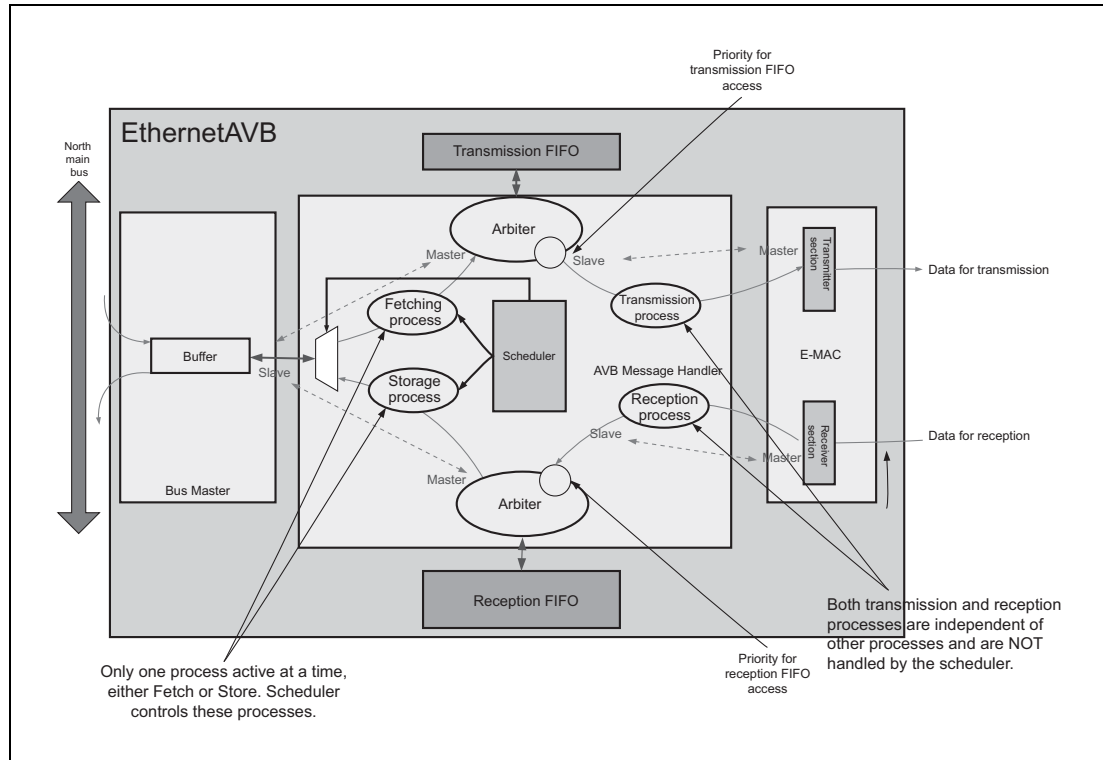 Priority for
transmission FIFO
access
EthernetAVB
North
main
bus
Transmission FIFO
Arbiter
Master
Slave
Master
Transmitter
section
Data for transmission
Fetching
process
Transmission
process
Scheduler
Buffer
Slave
E-MAC
AVB Message Handler
Storage
process
Reception
process
Slave
Master
Receiver
section
Data for reception
Master
Arbiter
Bus Master
Reception FIFO
Both transmission and reception
processes are independent of
other processes and are NOT
handled by the scheduler.
Only one process active at a time,
either Fetch or Store. Scheduler
controls these processes.
Priority for
reception FIFO
access